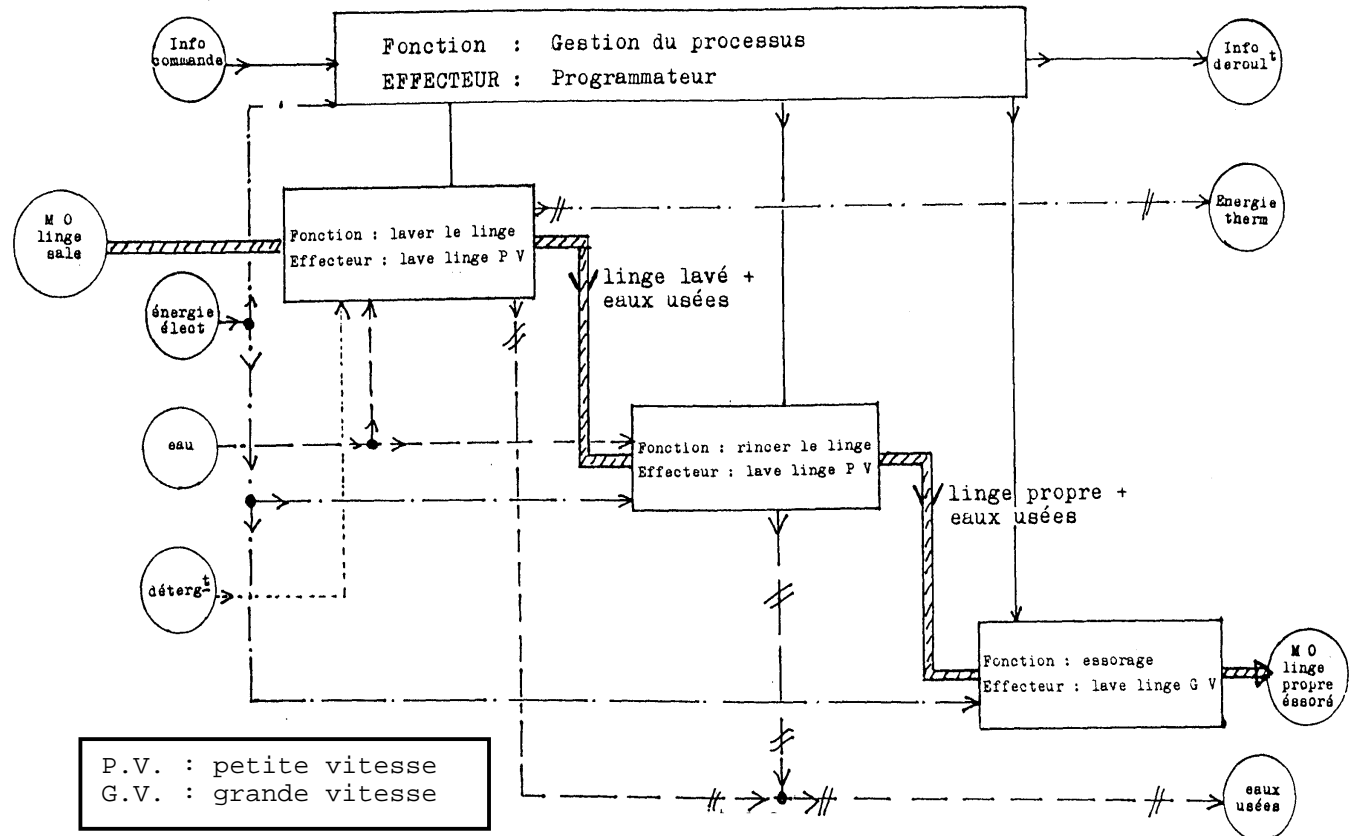 Info
commande
Fonction : Gestion du processus
EFFECTEUR : Programmateur
Info
deroulᵗ
M O
linge
sale
Fonction : laver le linge
Effecteur : lave linge P V
Energie
therm
linge lavé +
eaux usées
énergie
élect
eau
Fonction : rincer le linge
Effecteur : lave linge P V
linge propre +
eaux usées
détergᵗ
Fonction : essorage
Effecteur : lave linge G V
M O
linge
propre
éssoré
P.V. : petite vitesse
G.V. : grande vitesse
eaux
usées